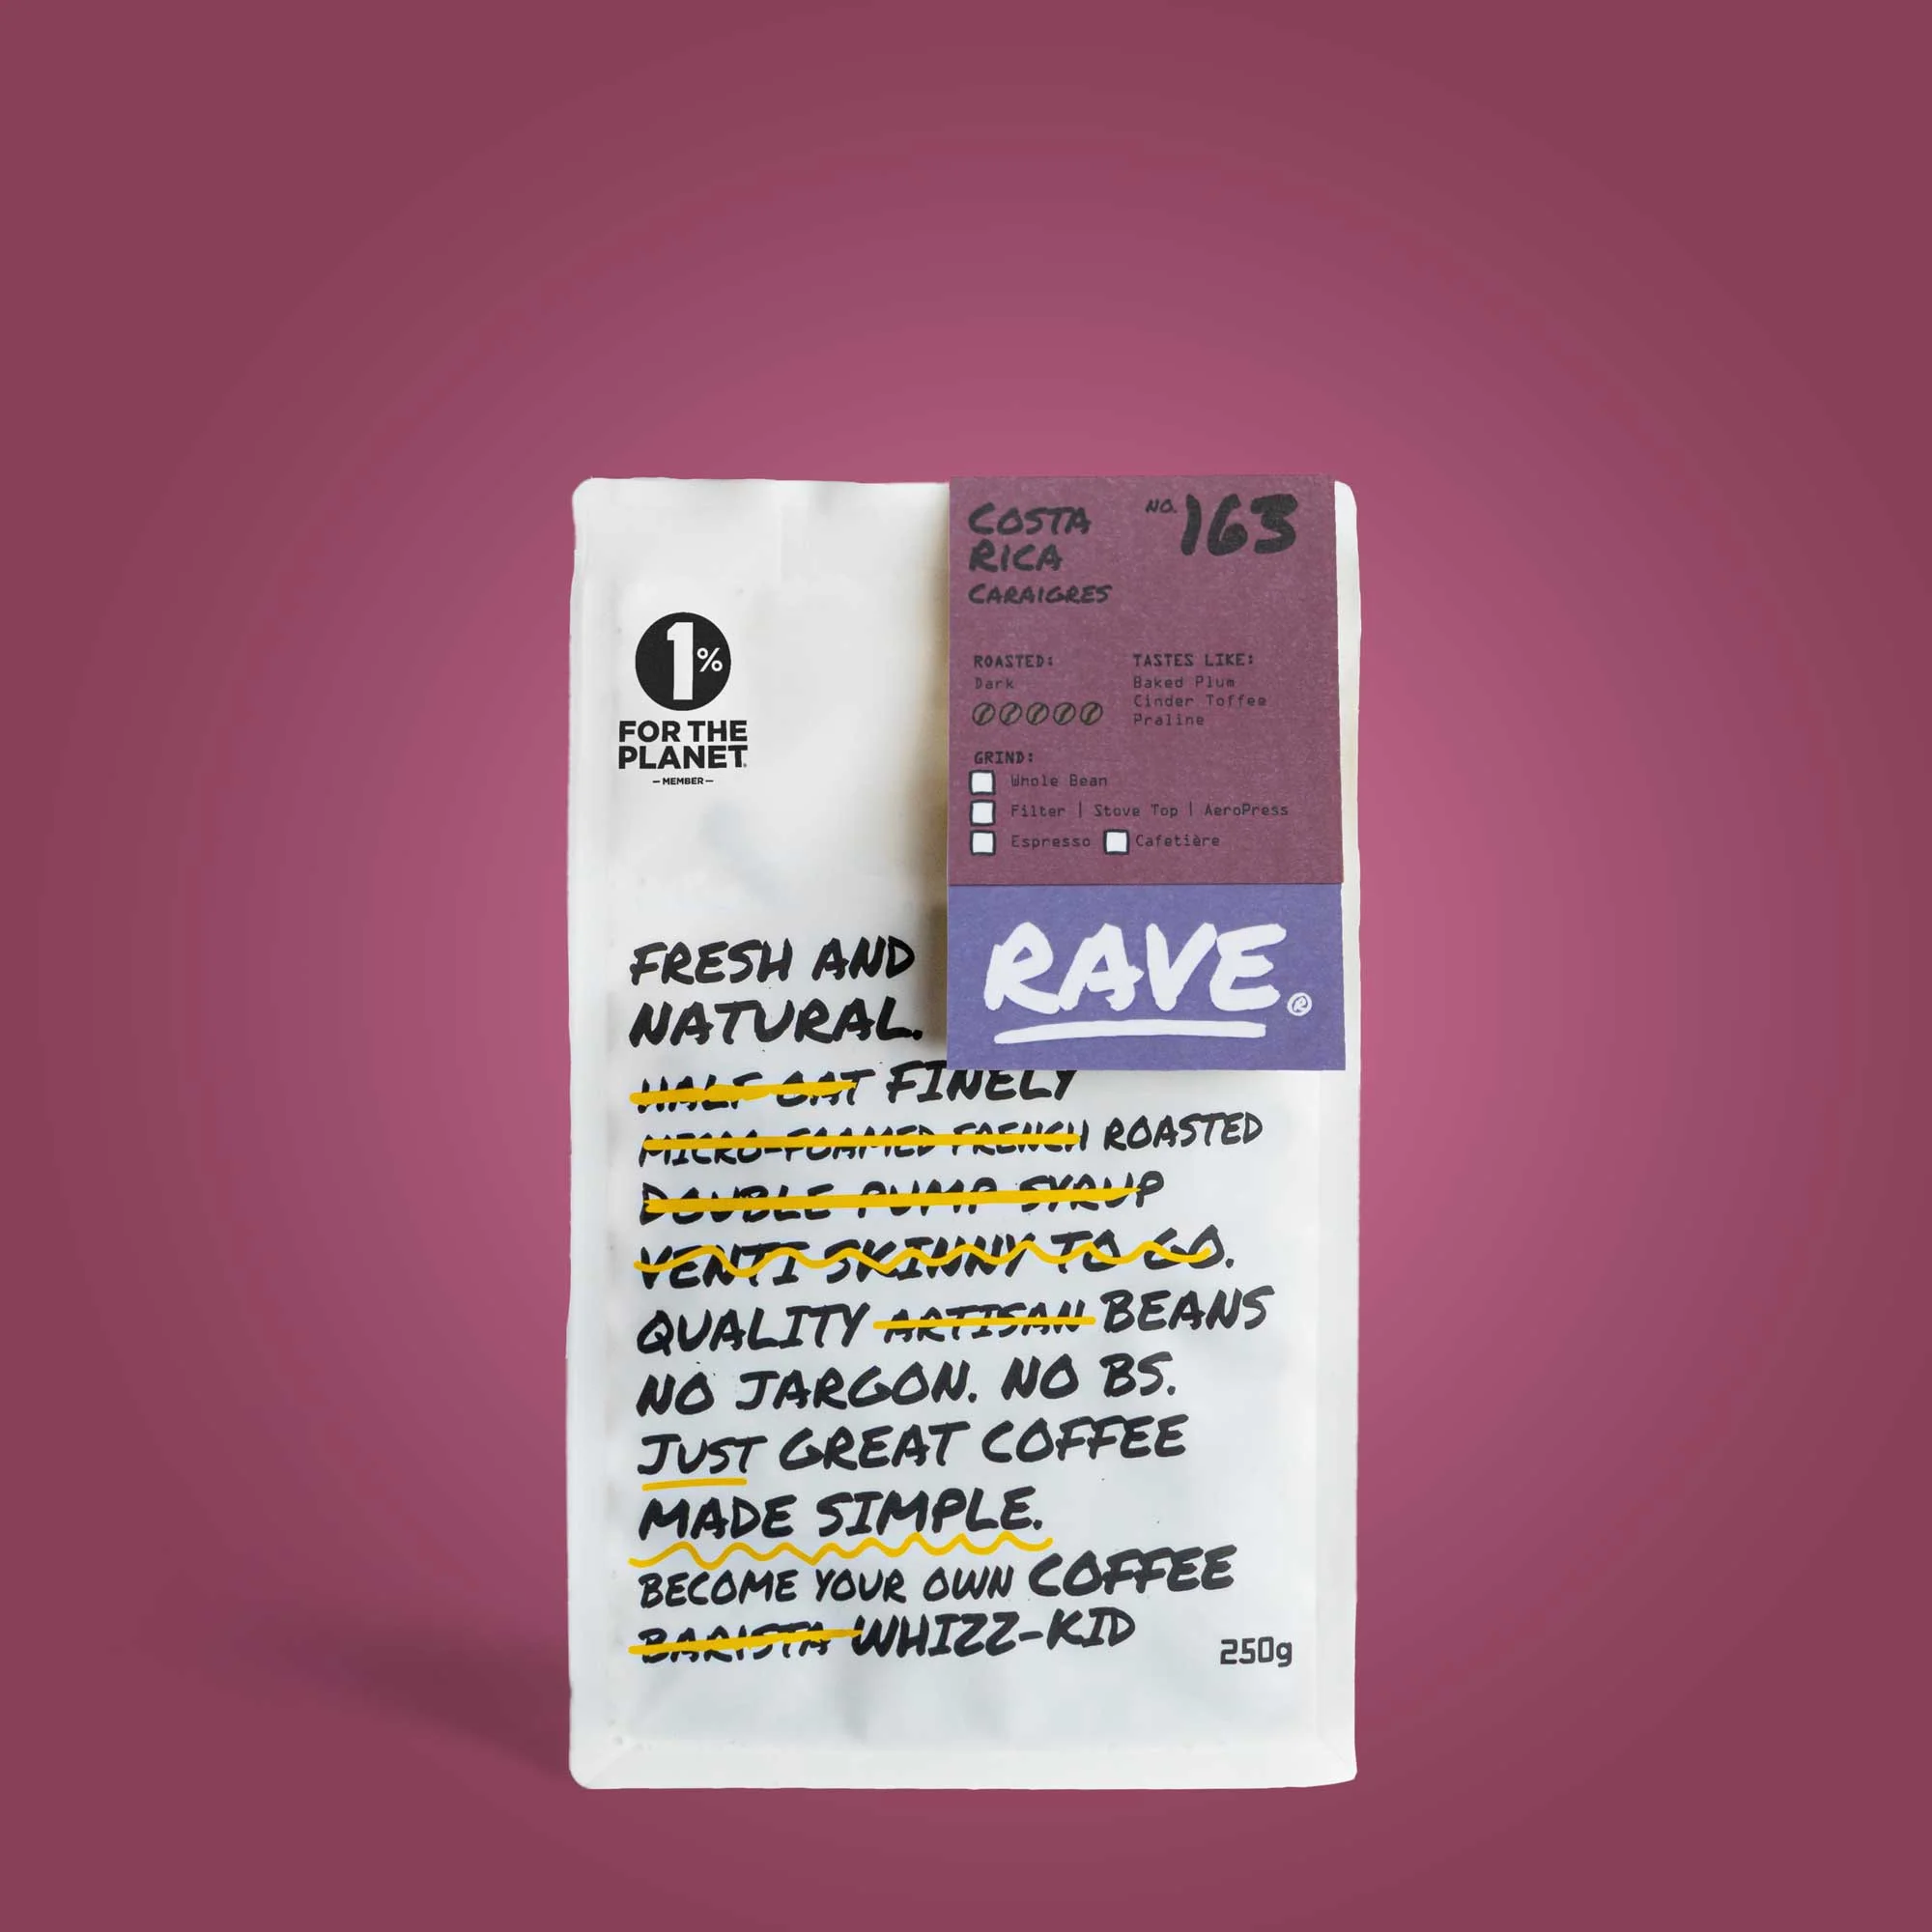 1%
FOR THE
PLANET
MEMBER
COSTA
RICA
CARAIGRES
NO. 163
ROASTED:
Dark
TASTES LIKE:
Baked Plum
Cinder Toffee
Praline
GRIND:
Whole Bean
Filter | Stove Top | AeroPress
Espresso Cafetière
RAVE.®
FRESH AND
NATURAL.
HALF OAT FINELY
MICRO-FOAMED FRENCH ROASTED
DOUBLE PUMP SYRUP
VENTI SKINNY TO GO.
QUALITY ARTISAN BEANS
NO JARGON. NO BS.
JUST GREAT COFFEE
MADE SIMPLE.
BECOME YOUR OWN COFFEE
BARISTA WHIZZ-KID
250g